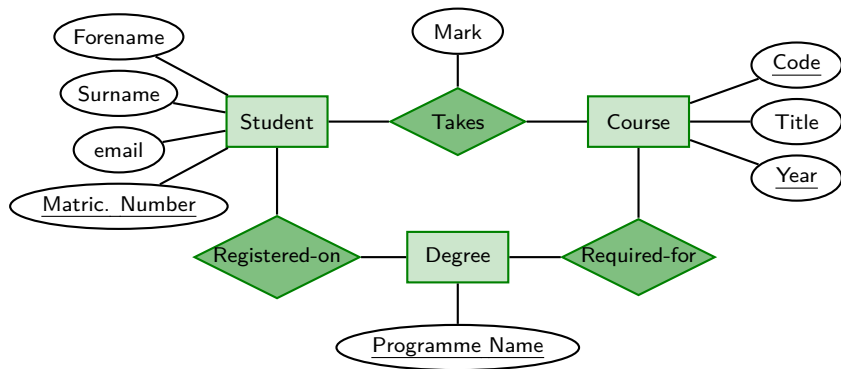 Forename
Mark
Code
Surname
Student
Takes
Course
Title
email
Year
Matric. Number
Registered-on
Degree
Required-for
Programme Name